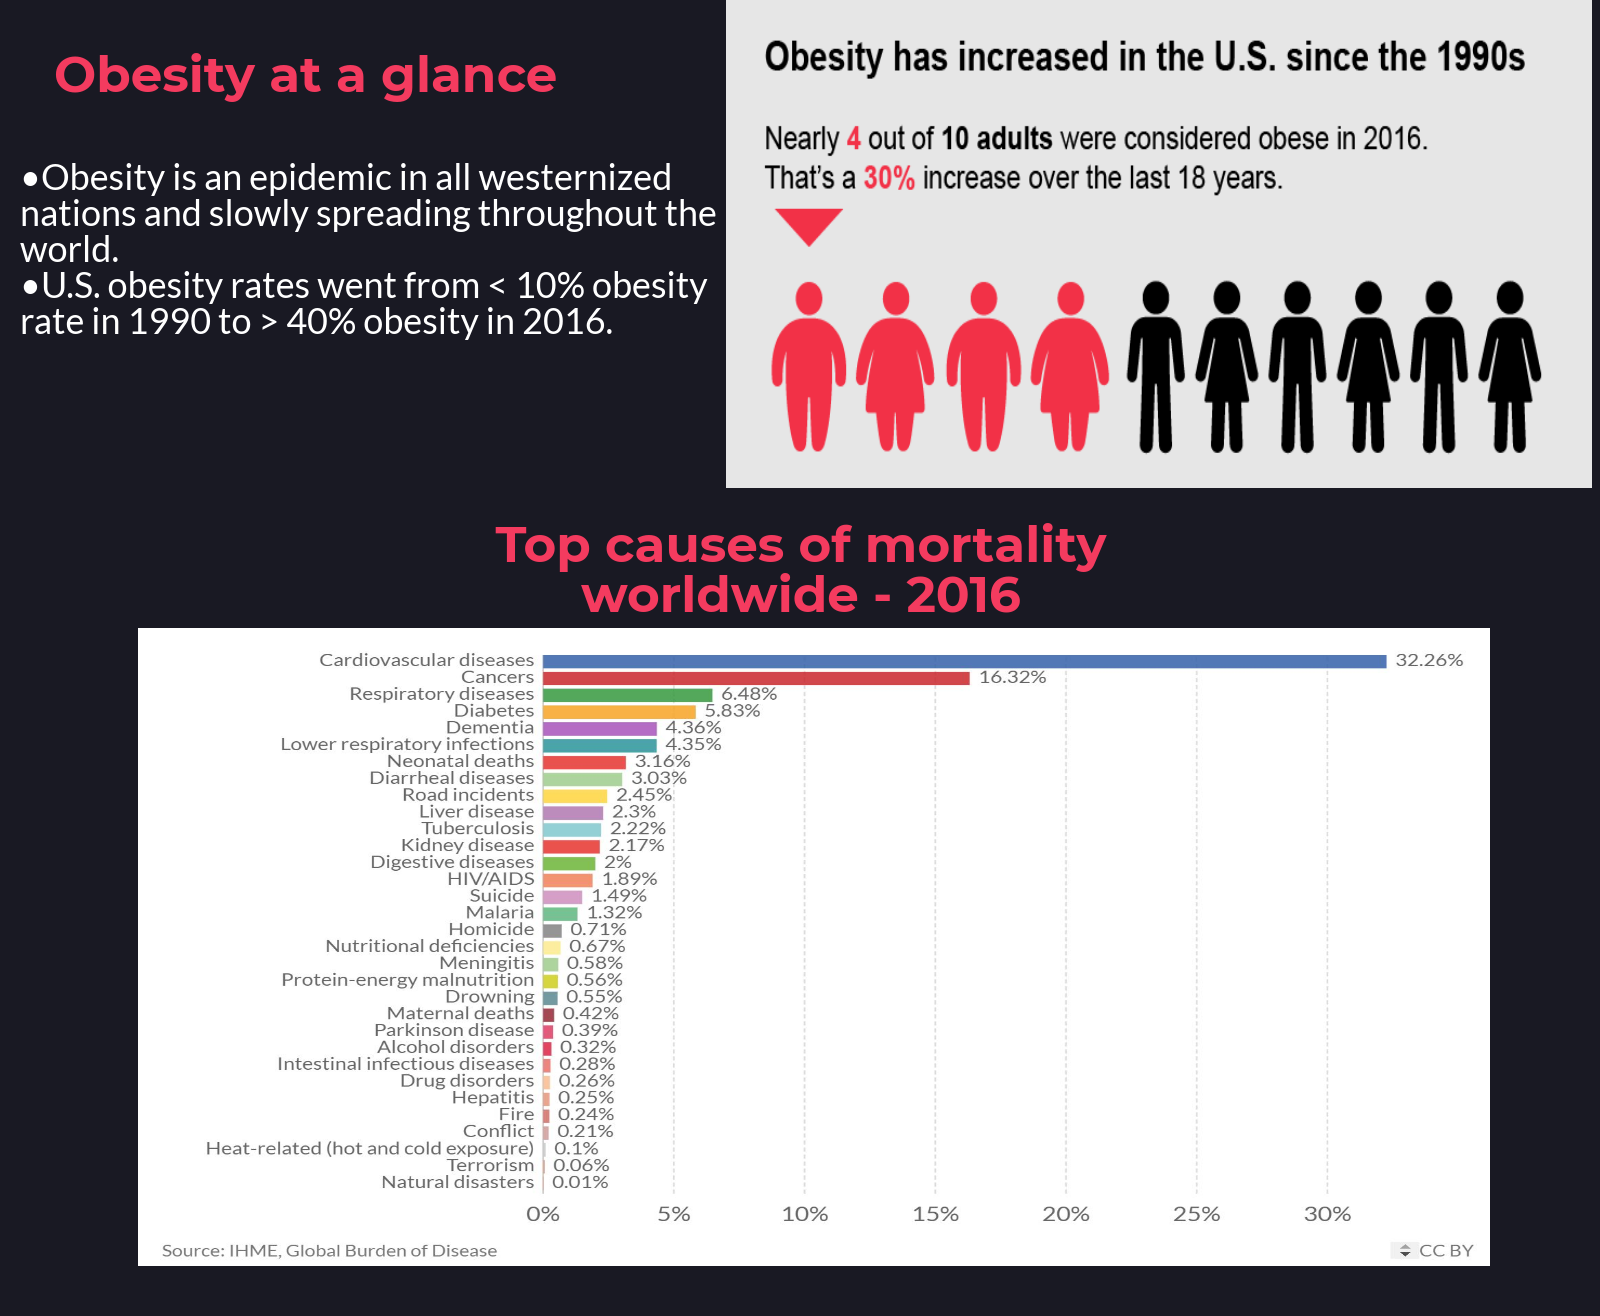 Obesity at a glance
•Obesity is an epidemic in all westernized
nations and slowly spreading throughout the
world.
•U.S. obesity rates went from < 10% obesity
rate in 1990 to > 40% obesity in 2016.
Obesity has increased in the U.S. since the 1990s
Nearly 4 out of 10 adults were considered obese in 2016.
That's a 30% increase over the last 18 years.
Top causes of mortality
worldwide - 2016
Cardiovascular diseases 32.26%
Cancers 16.32%
Respiratory diseases 6.48%
Diabetes 5.83%
Dementia 4.36%
Lower respiratory infections 4.35%
Neonatal deaths 3.16%
Diarrheal diseases 3.03%
Road incidents 2.45%
Liver disease 2.3%
Tuberculosis 2.22%
Kidney disease 2.17%
Digestive diseases 2%
HIV/AIDS 1.89%
Suicide 1.49%
Malaria 1.32%
Homicide 0.71%
Nutritional deficiencies 0.67%
Meningitis 0.58%
Protein-energy malnutrition 0.56%
Drowning 0.55%
Maternal deaths 0.42%
Parkinson disease 0.39%
Alcohol disorders 0.32%
Intestinal infectious diseases 0.28%
Drug disorders 0.26%
Hepatitis 0.25%
Fire 0.24%
Conflict 0.21%
Heat-related (hot and cold exposure) 0.1%
Terrorism 0.06%
Natural disasters 0.01%
0% 5% 10% 15% 20% 25% 30%
Source: IHME, Global Burden of Disease
CC BY